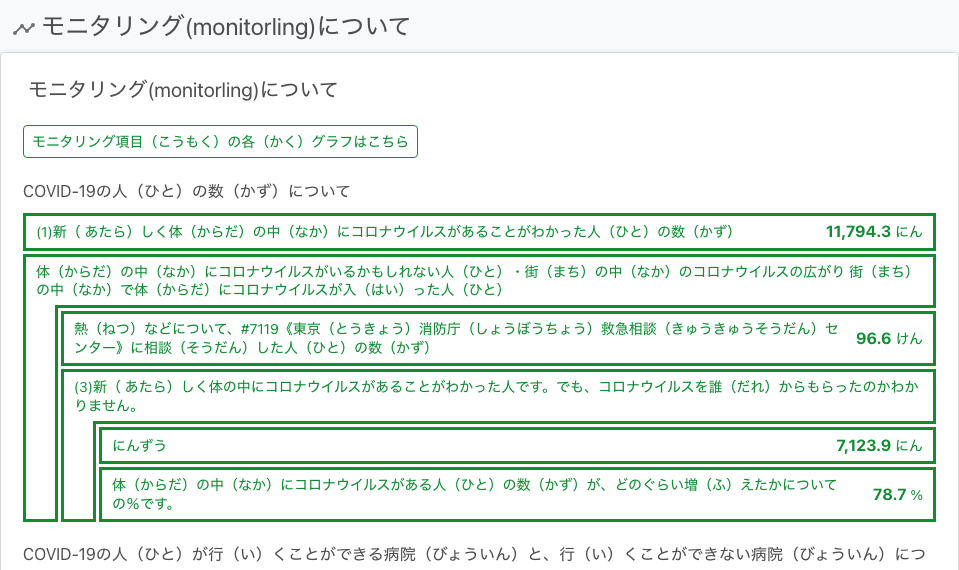 モニタリング(monitorling)について
モニタリング(monitorling)について
モニタリング項目（こうもく）の各（かく）グラフはこちら
COVID-19の人（ひと）の数（かず）について
(1)新（ あたら）しく体（からだ）の中（なか）にコロナウイルスがあることがわかった人（ひと）の数（かず） 11,794.3 にん
体（からだ）の中（なか）にコロナウイルスがいるかもしれない人（ひと）・街（まち）の中（なか）のコロナウイルスの広がり 街（まち）
の中（なか）で体（からだ）にコロナウイルスが入（はい）った人（ひと）
熱（ねつ）などについて、#7119《東京（とうきょう）消防庁（しょうぼうちょう）救急相談（きゅうきゅうそうだん）セ
ンター》に相談（そうだん）した人（ひと）の数（かず）
96.6 けん
(3)新（ あたら）しく体の中にコロナウイルスがあることがわかった人です。でも、コロナウイルスを誰（だれ）からもらったのかわか
りません。
にんずう 7,123.9 にん
体（からだ）の中（なか）にコロナウイルスがある人（ひと）の数（かず）が、どのぐらい増（ふ）えたかについて
の％です。
78.7 %
COVID-19の人（ひと）が行（い）くことができる病院（びょういん）と、行（い）くことができない病院（びょういん）につ